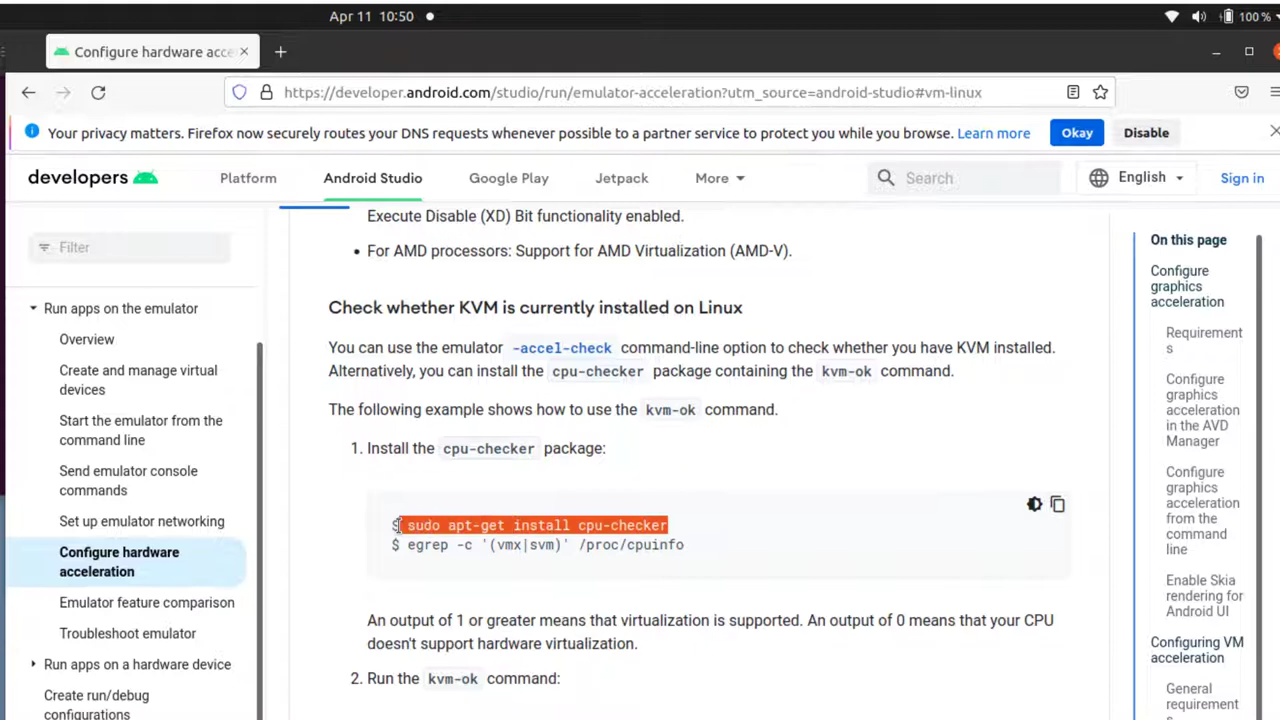 Apr 11 10:50
100 %
Configure hardware acce
https://developer.android.com/studio/run/emulator-acceleration?utm_source=android-studio#vm-linux
Your privacy matters. Firefox now securely routes your DNS requests whenever possible to a partner service to protect you while you browse. Learn more
Okay
Disable
developers
Platform
Android Studio
Google Play
Jetpack
More
Search
English
Sign in
Filter
Run apps on the emulator
Overview
Create and manage virtual
devices
Start the emulator from the
command line
Send emulator console
commands
Set up emulator networking
Configure hardware
acceleration
Emulator feature comparison
Troubleshoot emulator
Run apps on a hardware device
Create run/debug
configurations
Execute Disable (XD) Bit functionality enabled.
• For AMD processors: Support for AMD Virtualization (AMD-V).
Check whether KVM is currently installed on Linux
You can use the emulator -accel-check command-line option to check whether you have KVM installed.
Alternatively, you can install the cpu-checker package containing the kvm-ok command.
The following example shows how to use the kvm-ok command.
1. Install the cpu-checker package:
$ sudo apt-get install cpu-checker
$ egrep -c '(vmx|svm)' /proc/cpuinfo
An output of 1 or greater means that virtualization is supported. An output of 0 means that your CPU
doesn't support hardware virtualization.
2. Run the kvm-ok command:
On this page
Configure
graphics
acceleration
Requirement
s
Configure
graphics
acceleration
in the AVD
Manager
Configure
graphics
acceleration
from the
command
line
Enable Skia
rendering for
Android UI
Configuring VM
acceleration
General
requirement
s